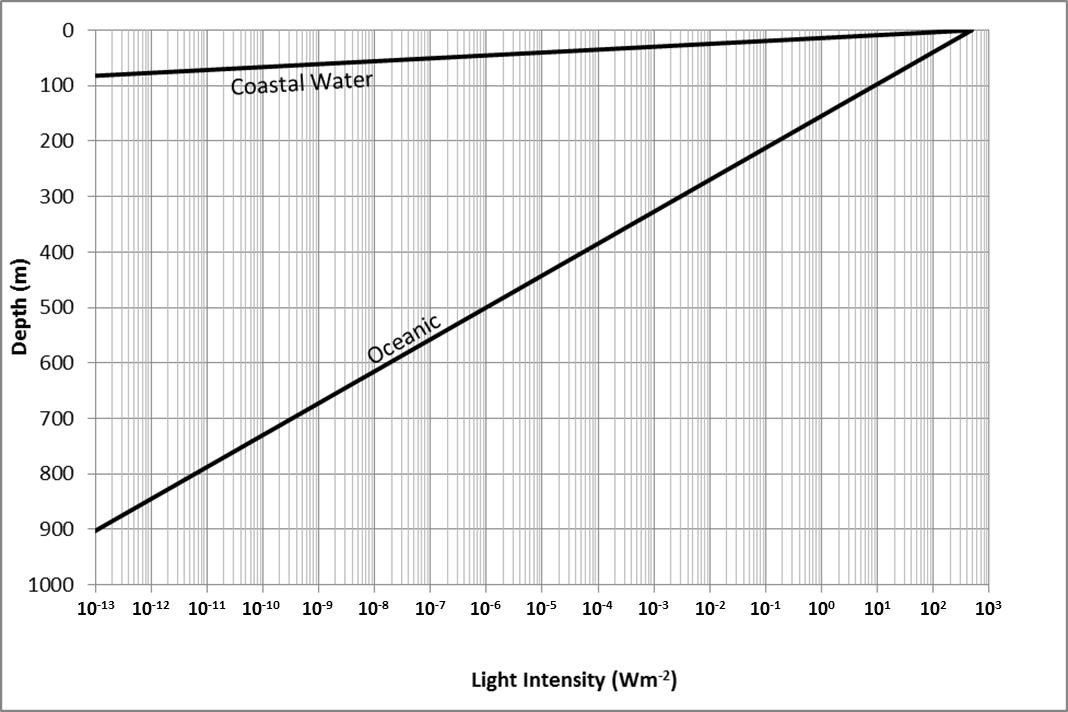 0
100
200
300
400
500
600
700
800
900
1000
Depth (m)
Coastal Water
Oceanic
10⁻¹³ 10⁻¹² 10⁻¹¹ 10⁻¹⁰ 10⁻⁹ 10⁻⁸ 10⁻⁷ 10⁻⁶ 10⁻⁵ 10⁻⁴ 10⁻³ 10⁻² 10⁻¹ 10⁰ 10¹ 10² 10³
Light Intensity (Wm⁻²)